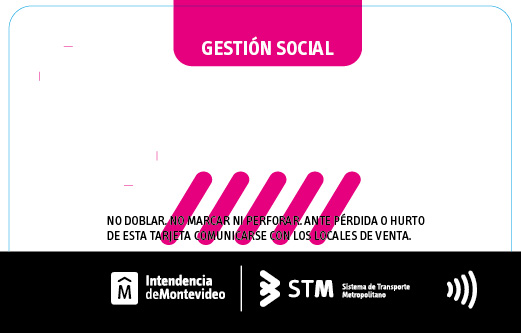 GESTIÓN SOCIAL
NO DOBLAR. NO MARCAR NI PERFORAR. ANTE PÉRDIDA O HURTO
DE ESTA TARJETA COMUNICARSE CON LOS LOCALES DE VENTA.
Intendencia
deMontevideo
STM
Sistema de Transporte
Metropolitano